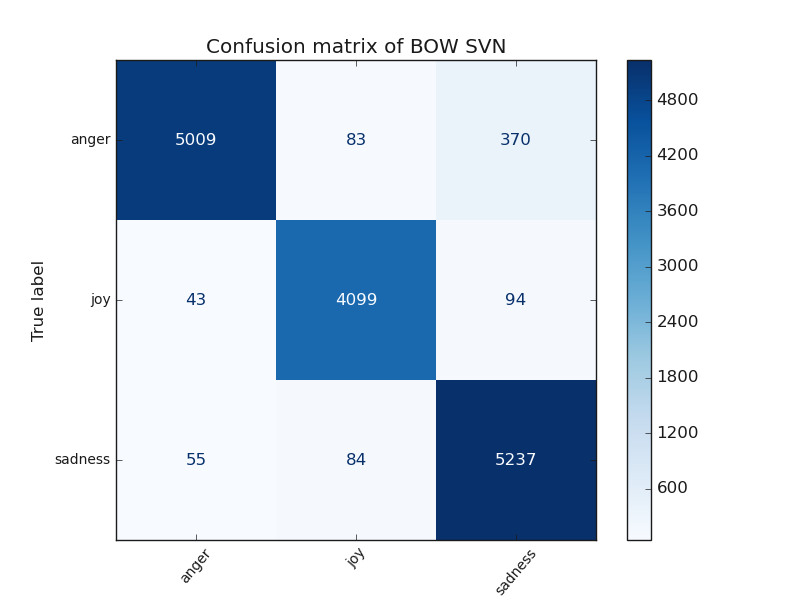 Confusion matrix of BOW SVN
True label
anger 5009 83 370
joy 43 4099 94
sadness 55 84 5237
anger joy sadness
4800
4200
3600
3000
2400
1800
1200
600